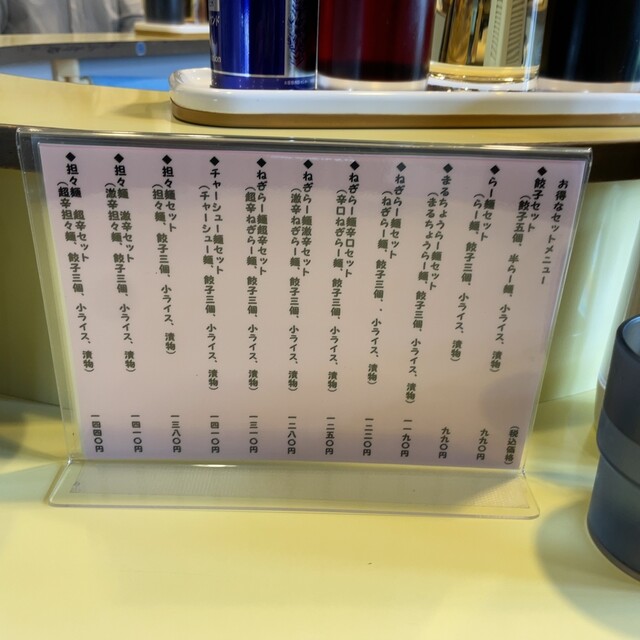 お得なセットメニュー
(税込価格)
◆餃子セット
(餃子五個、半らー麺、小ライス、漬物) 九九〇円
◆らー麺セット
(らー麺、餃子三個、小ライス、漬物) 九九〇円
◆まるちょうらー麺セット
(まるちょうらー麺、餃子三個、小ライス、漬物) 一一九〇円
◆ねぎらー麺セット
(ねぎらー麺、餃子三個、、小ライス、漬物) 一二二〇円
◆ねぎらー麺辛口セット
(辛口ねぎらー麺、餃子三個、小ライス、漬物) 一二五〇円
◆ねぎらー麺激辛セット
(激辛ねぎらー麺、餃子三個、小ライス、漬物) 一二八〇円
◆ねぎらー麺超辛セット
(超辛ねぎらー麺、餃子三個、小ライス、漬物) 一三一〇円
◆チャーシュー麺セット
(チャーシュー麺、餃子三個、小ライス、漬物) 一四一〇円
◆担々麺セット
(担々麺、餃子三個、小ライス、漬物) 一三八〇円
◆担々麺 激辛セット
(激辛担々麺、餃子三個、小ライス、漬物) 一四一〇円
◆担々麺 超辛セット
(超辛担々麺、餃子三個、小ライス、漬物) 一四四〇円